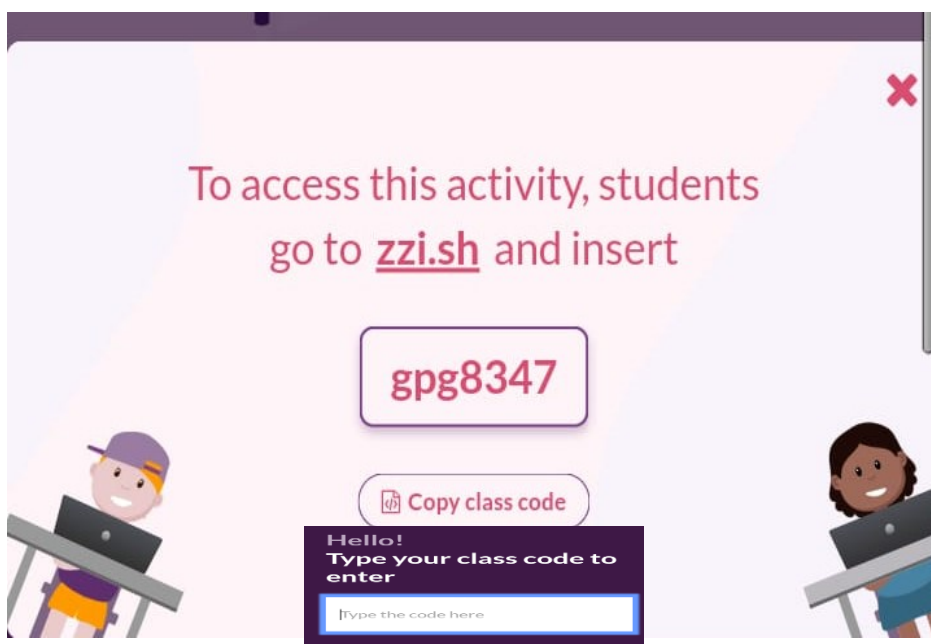 To access this activity, students
go to zzi.sh and insert
gpg8347
Copy class code
Hello!
Type your class code to
enter
Type the code here